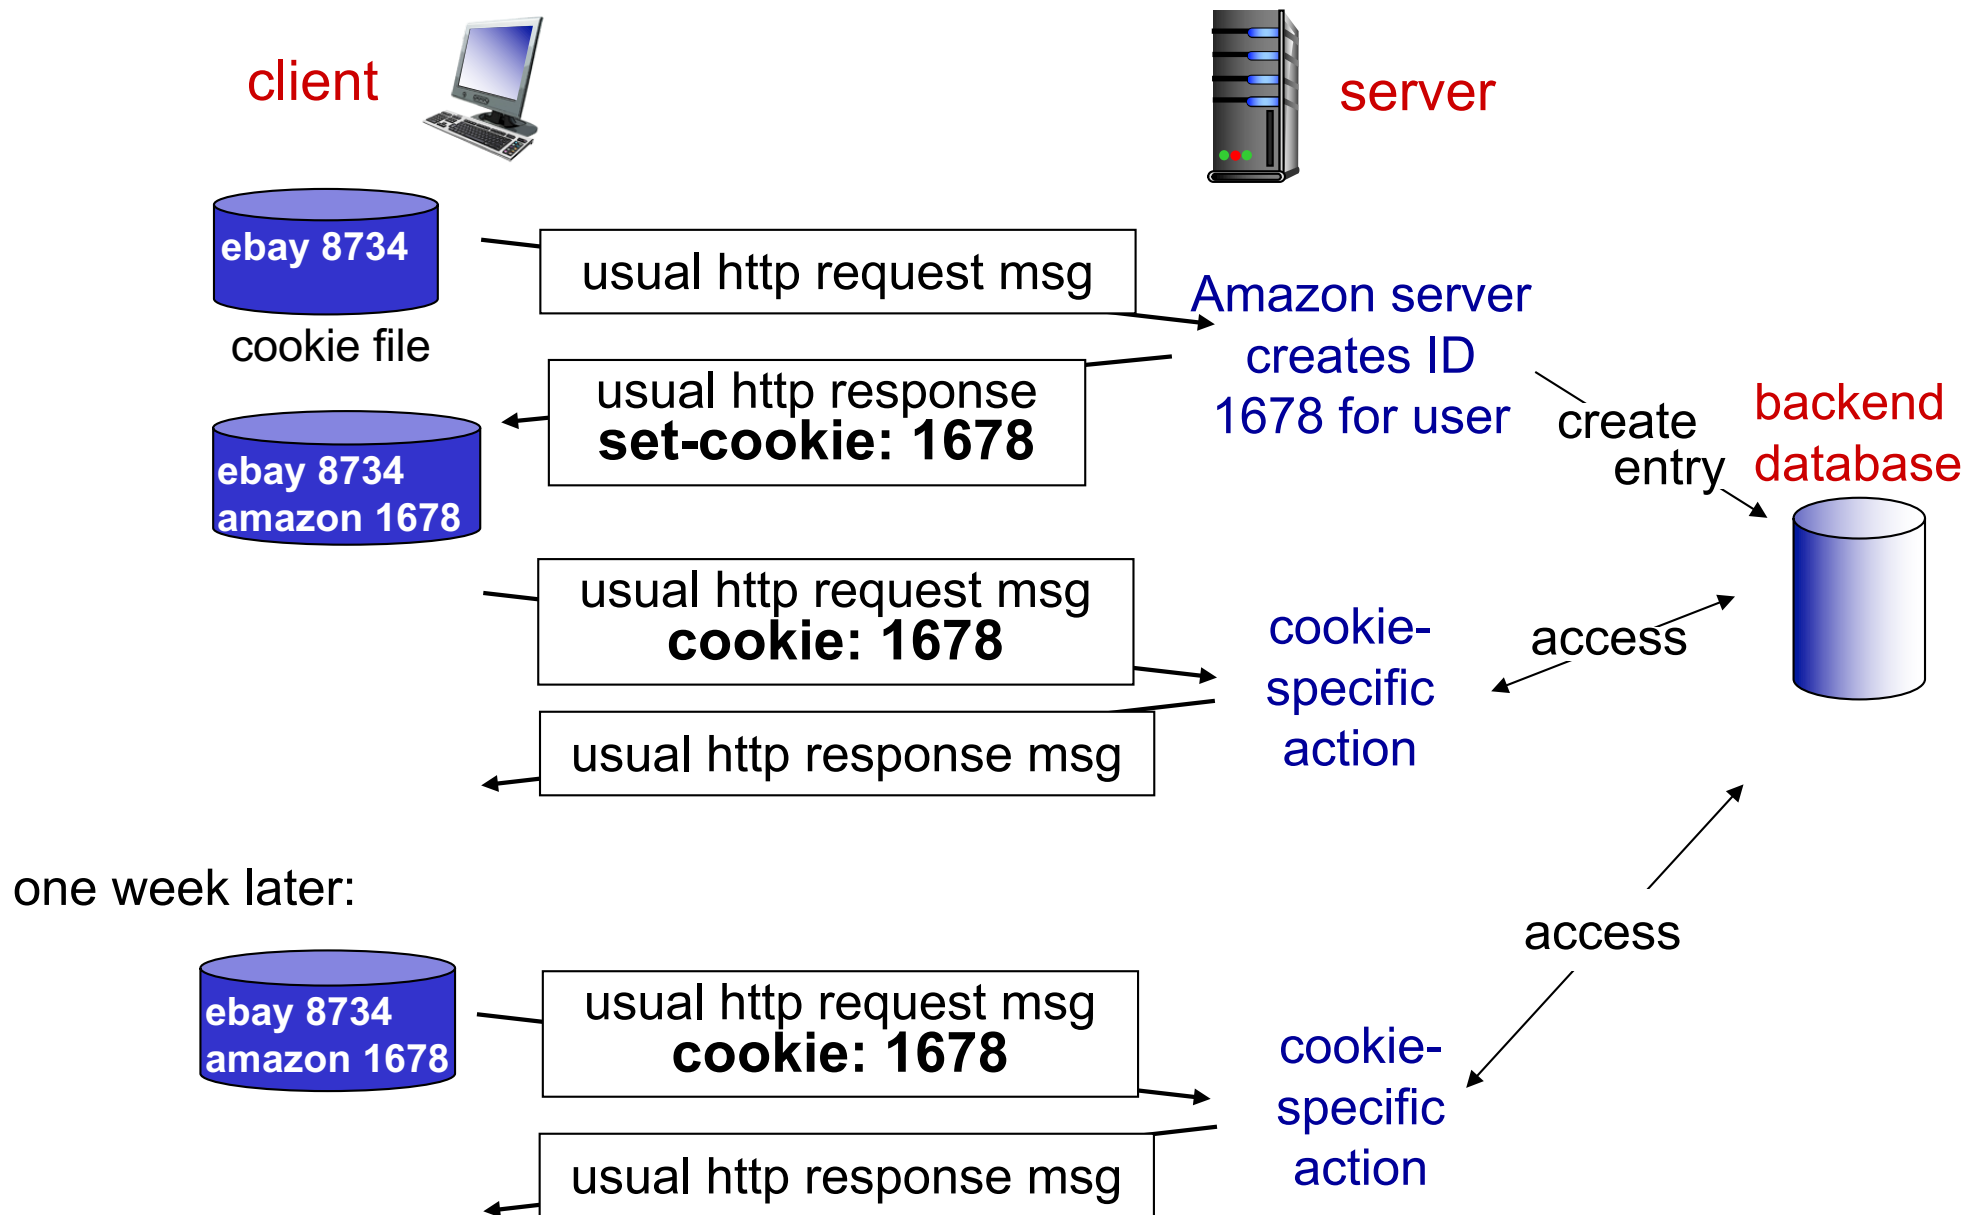 client
server
ebay 8734
cookie file
usual http request msg
Amazon server
creates ID
1678 for user
usual http response
set-cookie: 1678
create
entry
backend
database
ebay 8734
amazon 1678
usual http request msg
cookie: 1678
cookie-
specific
action
access
usual http response msg
one week later:
access
ebay 8734
amazon 1678
usual http request msg
cookie: 1678
cookie-
specific
action
usual http response msg